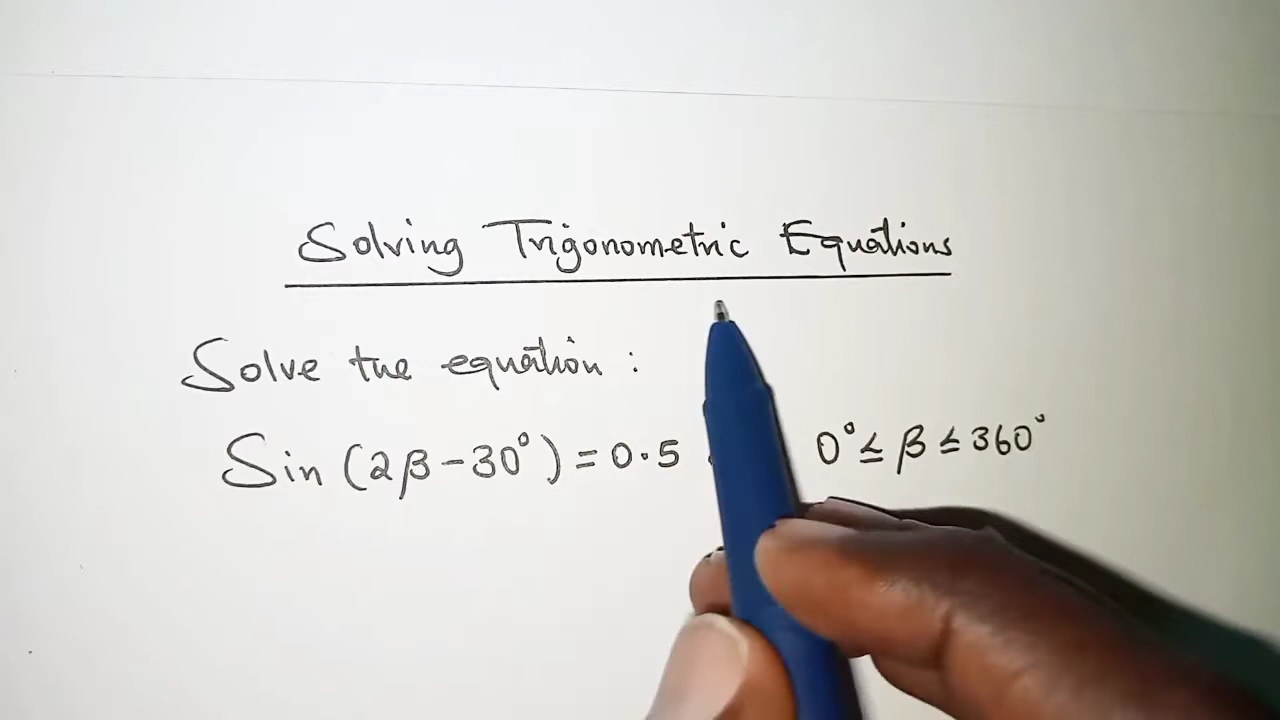 Solving Trigonometric Equations
Solve the equation :
Sin (2β-30°) = 0.5 0° ≤ β ≤ 360°